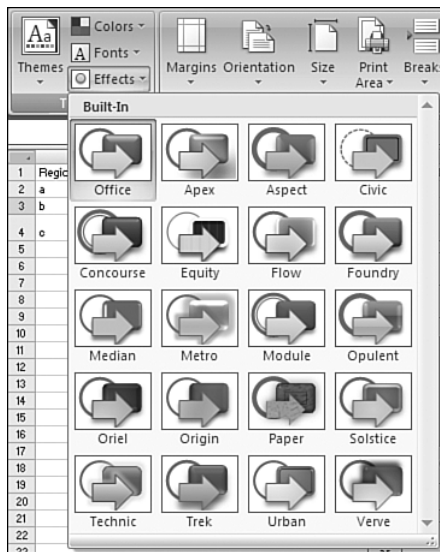 Aa
Colors
A Fonts
Effects
Themes
Margins Orientation Size Print Area
Built-In
Office Apex Aspect Civic
Concourse Equity Flow Foundry
Median Metro Module Opulent
Oriel Origin Paper Solstice
Technic Trek Urban Verve
1 Regio
2 a
3 b
4 c
5
6
7
8
9
10
11
12
13
14
15
16
17
18
19
20
21
22